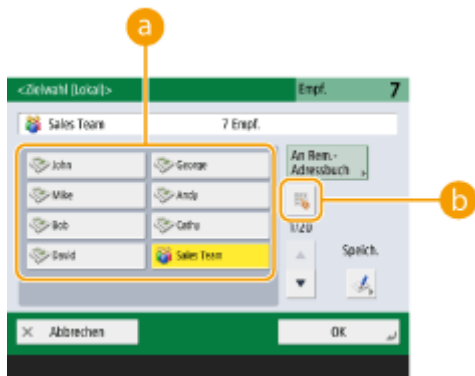 a
<Zielwahl (Lokal)> Empf. 7
Sales Team 7 Empf.
John George
Mike Andy
Bob Cathy
David Sales Team
An Rem.-
Adressbuch
b
1/20
Speich.
× Abbrechen OK